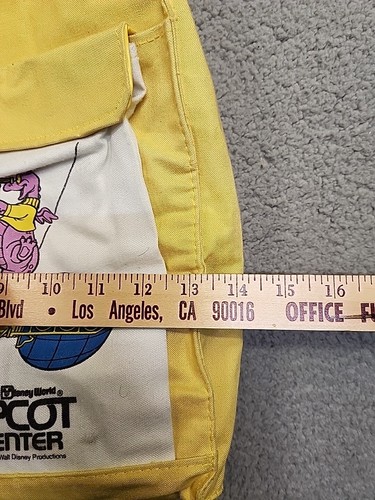 9 10 11 12 13 14 15 16
Blvd • Los Angeles, CA 90016 OFFICE
Disney World ®
PCOT
ENTER
Walt Disney Productions